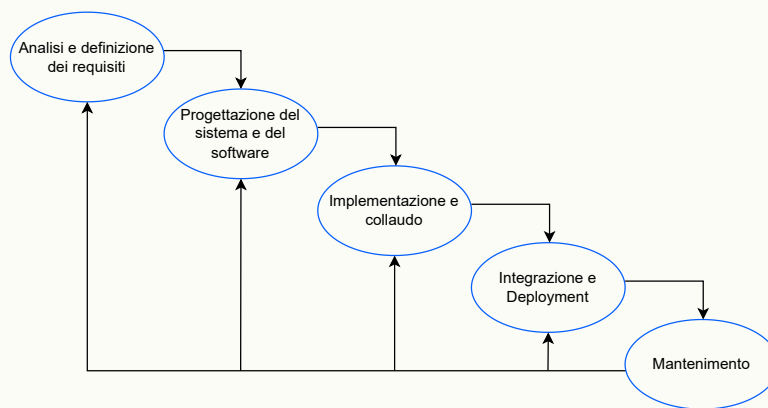 Analisi e definizione
dei requisiti
Progettazione del
sistema e del
software
Implementazione e
collaudo
Integrazione e
Deployment
Mantenimento